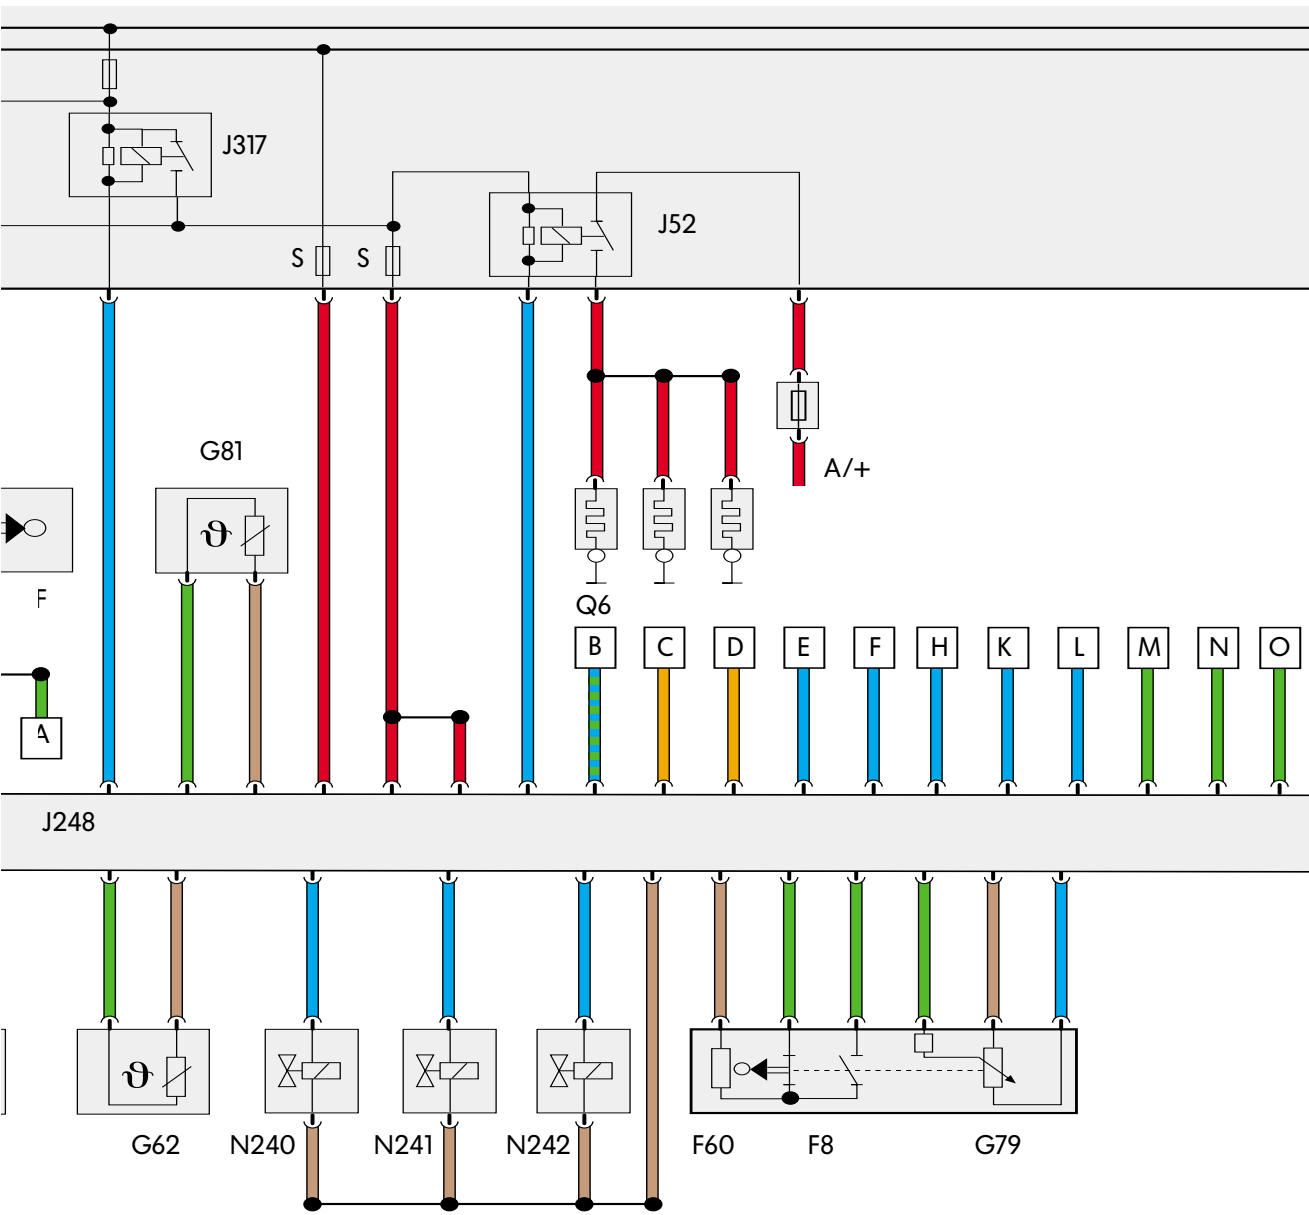 J317
J52
S S
A/+
G81
ϑ
F
Q6
B C D E F H K L M N O
A
J248
ϑ
G62 N240 N241 N242 F60 F8 G79